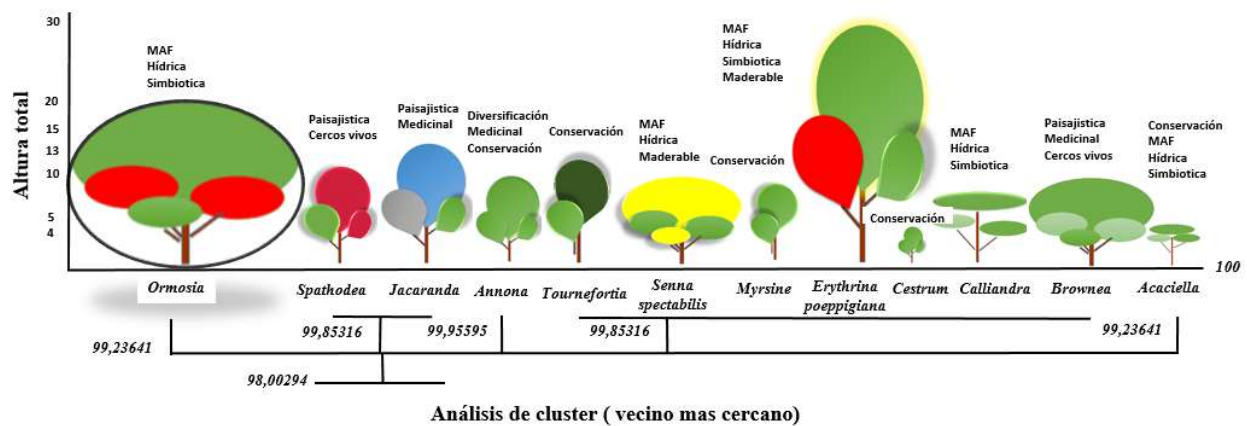 Altura total
30
20
15
13
10
5
4
MAF
Hídrica
Simbiotica
Paisajistica
Cercos vivos
Paisajistica
Medicinal
Diversificación
Medicinal
Conservación
Conservación
MAF
Hídrica
Maderable
Conservación
MAF
Hídrica
Simbiotica
Maderable
Conservación
MAF
Hídrica
Simbiotica
Paisajistica
Medicinal
Cercos vivos
Conservación
MAF
Hídrica
Simbiotica
100
Ormosia
Spathodea
Jacaranda
Annona
Tournefortia
Senna
spectabilis
Myrsine
Erythrina
poeppigiana
Cestrum
Calliandra
Brownea
Acaciella
99,23641
99,85316
99,95595
99,85316
99,23641
98,00294
Análisis de cluster ( vecino mas cercano)